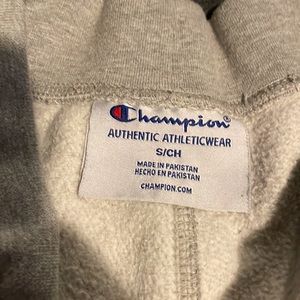 Champion®
AUTHENTIC ATHLETICWEAR
S/CH
MADE IN PAKISTAN
HECHO EN PAKISTAN
CHAMPION.COM